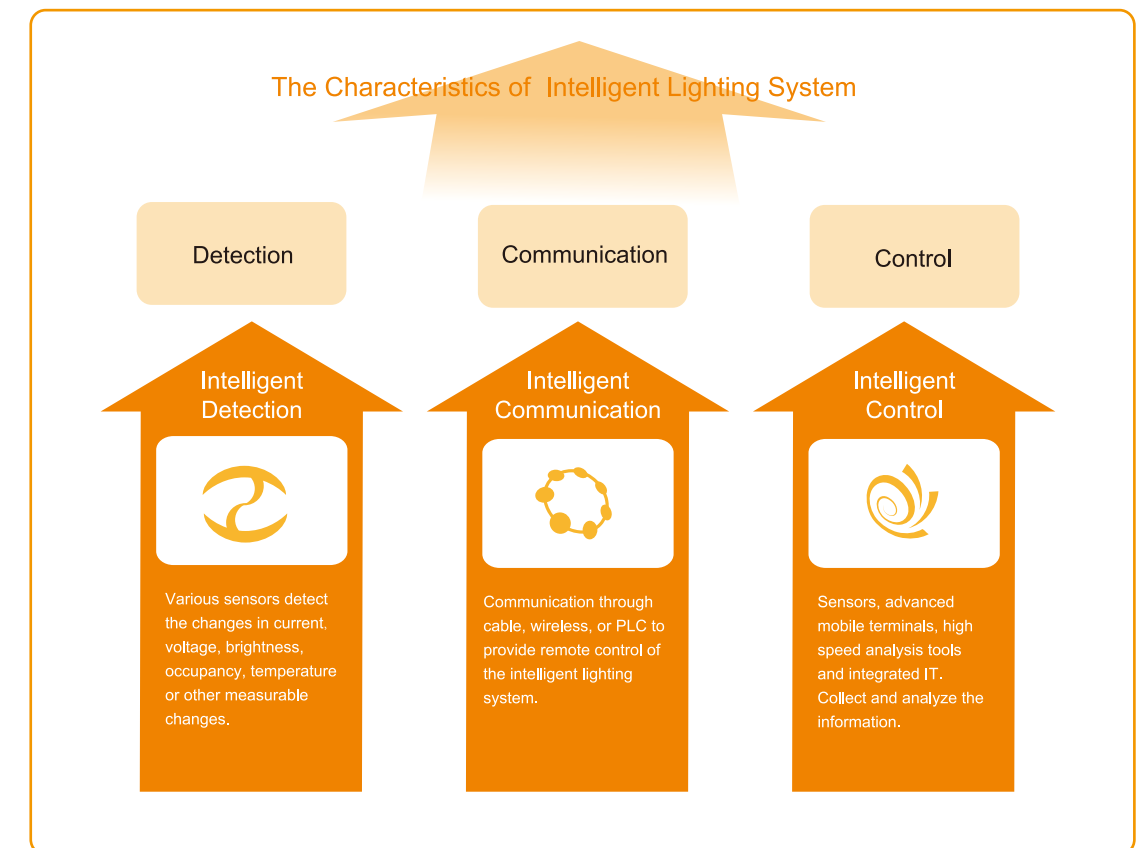 The Characteristics of  Intelligent Lighting System
Detection
Communication
Control
Intelligent
Detection
Various sensors detect
the changes in current,
voltage, brightness,
occupancy, temperature
or other measurable
changes.
Intelligent
Communication
Communication through
cable, wireless, or PLC to
provide remote control of
the intelligent lighting
system.
Intelligent
Control
Sensors, advanced
mobile terminals, high
speed analysis tools
and integrated IT.
Collect and analyze the
information.